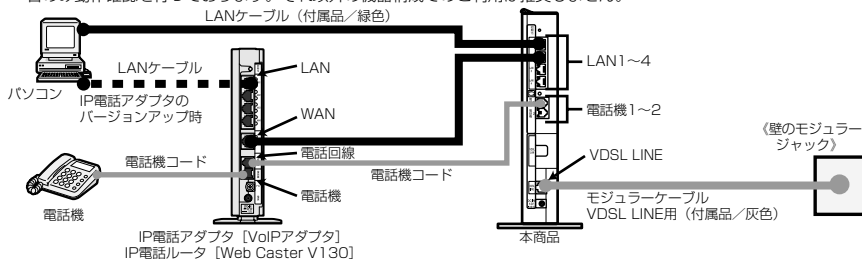 LANケーブル（付属品／緑色）
LANケーブル
LAN
LAN1～4
パソコン
IP電話アダプタの
バージョンアップ時
WAN
電話機1～2
《壁のモジュラー
ジャック》
電話機コード
電話回線
電話機コード
VDSL LINE
電話機
電話機
モジュラーケーブル
VDSL LINE用（付属品／灰色）
IP電話アダプタ［VoIPアダプタ］
IP電話ルータ［Web Caster V130］
本商品